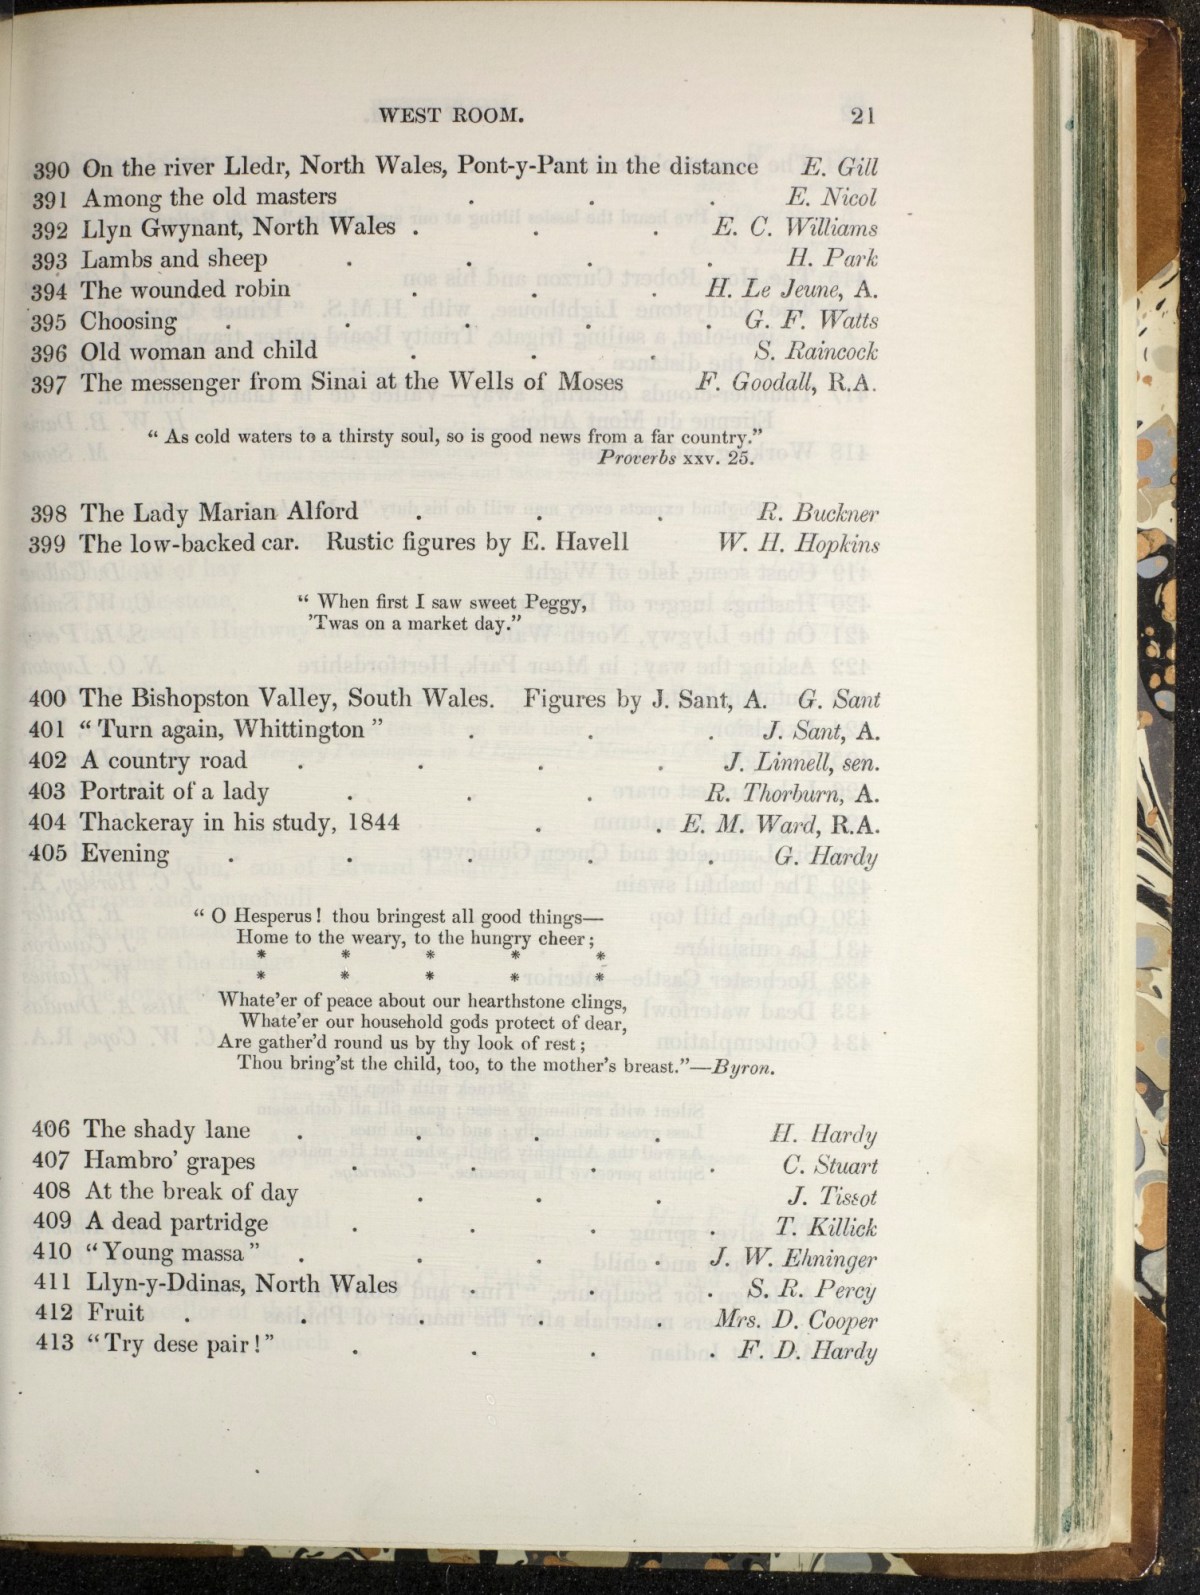 WEST ROOM. 21
390 On the river Lledr, North Wales, Pont-y-Pant in the distance E. Gill
391 Among the old masters . . . E. Nicol
392 Llyn Gwynant, North Wales . . . E. C. Williams
393 Lambs and sheep . . . . H. Park
394 The wounded robin . . . H. Le Jeune, A.
395 Choosing . . . . . G. F. Watts
396 Old woman and child . . . S. Raincock
397 The messenger from Sinai at the Wells of Moses F. Goodall, R.A.
“ As cold waters to a thirsty soul, so is good news from a far country.”
Proverbs xxv. 25.
398 The Lady Marian Alford . . . R. Buckner
399 The low-backed car. Rustic figures by E. Havell W. H. Hopkins
“ When first I saw sweet Peggy,
’Twas on a market day.”
400 The Bishopston Valley, South Wales. Figures by J. Sant, A. G. Sant
401 “ Turn again, Whittington ” . . . J. Sant, A.
402 A country road . . . . J. Linnell, sen.
403 Portrait of a lady . . . R. Thorburn, A.
404 Thackeray in his study, 1844 . . E. M. Ward, R.A.
405 Evening . . . . . G. Hardy
“ O Hesperus ! thou bringest all good things—
Home to the weary, to the hungry cheer ;
* * * * *
* * * * *
Whate’er of peace about our hearthstone clings,
Whate’er our household gods protect of dear,
Are gather’d round us by thy look of rest ;
Thou bring’st the child, too, to the mother’s breast.”—Byron.
406 The shady lane . . . . H. Hardy
407 Hambro’ grapes . . . . C. Stuart
408 At the break of day . . . J. Tissot
409 A dead partridge . . . . T. Killick
410 “ Young massa ” . . . . J. W. Ehninger
411 Llyn-y-Ddinas, North Wales . . . S. R. Percy
412 Fruit . . . . . Mrs. D. Cooper
413 “ Try dese pair ! ” . . . . F. D. Hardy